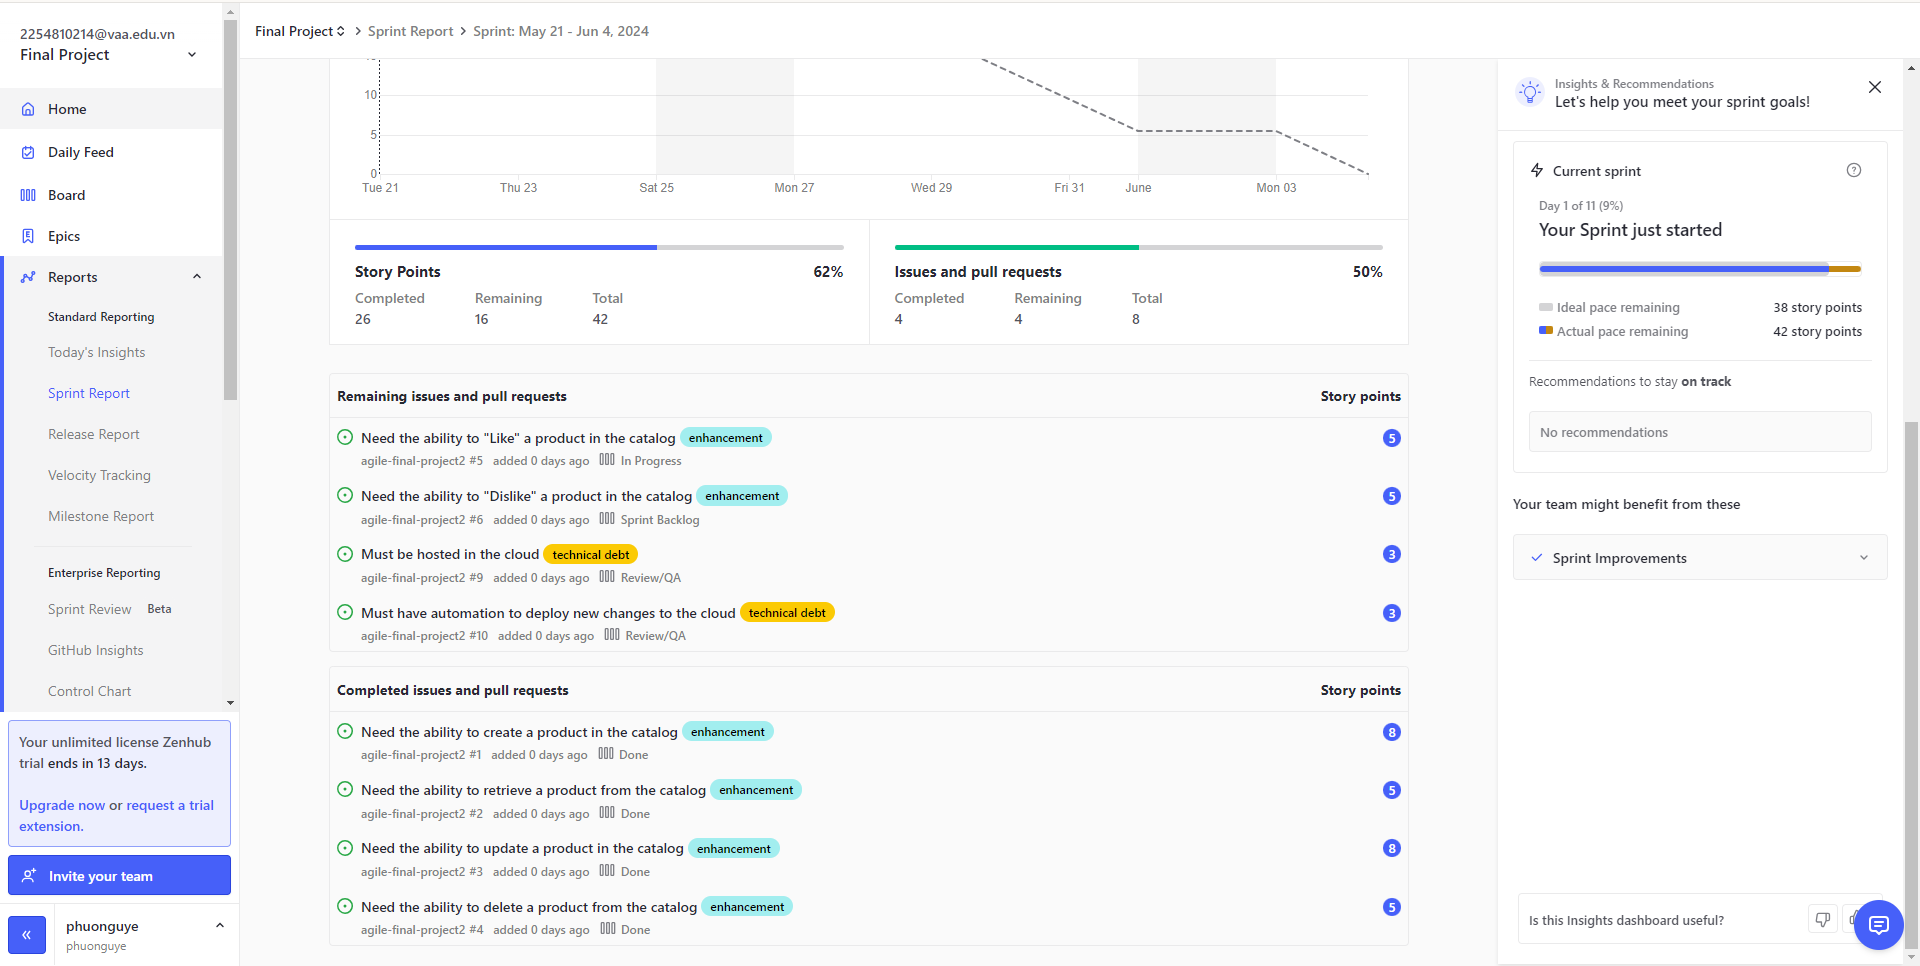 2254810214@vaa.edu.vn
Final Project
Home
Daily Feed
Board
Epics
Reports
Standard Reporting
Today's Insights
Sprint Report
Release Report
Velocity Tracking
Milestone Report
Enterprise Reporting
Sprint Review Beta
GitHub Insights
Control Chart
Your unlimited license Zenhub
trial ends in 13 days.
Upgrade now or request a trial
extension.
Invite your team
phuonguye
phuonguye
Final Project > Sprint Report > Sprint: May 21 - Jun 4, 2024
10
5
0
Tue 21 Thu 23 Sat 25 Mon 27 Wed 29 Fri 31 June Mon 03
Story Points 62%
Completed Remaining Total
26 16 42
Issues and pull requests 50%
Completed Remaining Total
4 4 8
Remaining issues and pull requests Story points
Need the ability to "Like" a product in the catalog enhancement 5
agile-final-project2 #5 added 0 days ago In Progress
Need the ability to "Dislike" a product in the catalog enhancement 5
agile-final-project2 #6 added 0 days ago Sprint Backlog
Must be hosted in the cloud technical debt 3
agile-final-project2 #9 added 0 days ago Review/QA
Must have automation to deploy new changes to the cloud technical debt 3
agile-final-project2 #10 added 0 days ago Review/QA
Completed issues and pull requests Story points
Need the ability to create a product in the catalog enhancement 8
agile-final-project2 #1 added 0 days ago Done
Need the ability to retrieve a product from the catalog enhancement 5
agile-final-project2 #2 added 0 days ago Done
Need the ability to update a product in the catalog enhancement 8
agile-final-project2 #3 added 0 days ago Done
Need the ability to delete a product from the catalog enhancement 5
agile-final-project2 #4 added 0 days ago Done
Insights & Recommendations
Let's help you meet your sprint goals!
Current sprint
Day 1 of 11 (9%)
Your Sprint just started
Ideal pace remaining 38 story points
Actual pace remaining 42 story points
Recommendations to stay on track
No recommendations
Your team might benefit from these
Sprint Improvements
Is this Insights dashboard useful?